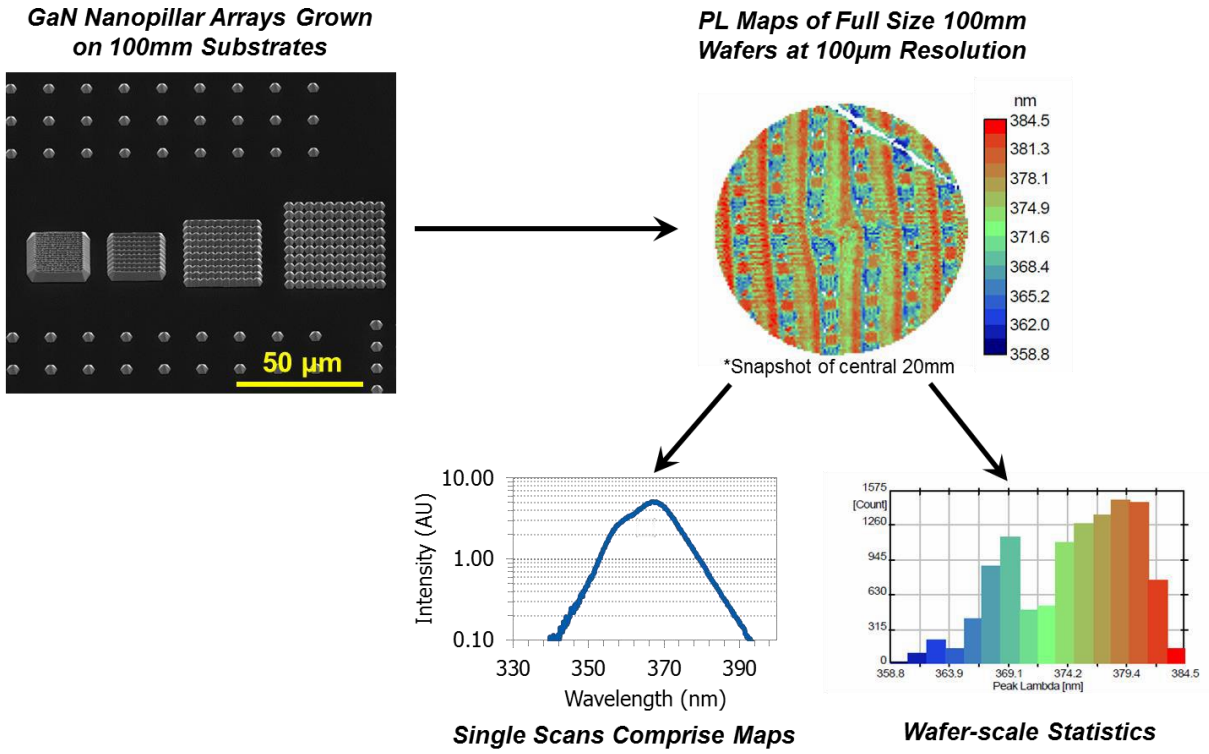 GaN Nanopillar Arrays Grown
on 100mm Substrates
50 µm
PL Maps of Full Size 100mm
Wafers at 100µm Resolution
nm
384.5
381.3
378.1
374.9
371.6
368.4
365.2
362.0
358.8
*Snapshot of central 20mm
10.00
1.00
0.10
Intensity (AU)
330 350 370 390
Wavelength (nm)
Single Scans Comprise Maps
1575
[Count]
1260
945
630
315
0
358.8 363.9 369.1 374.2 379.4 384.5
Peak Lambda [nm]
Wafer-scale Statistics